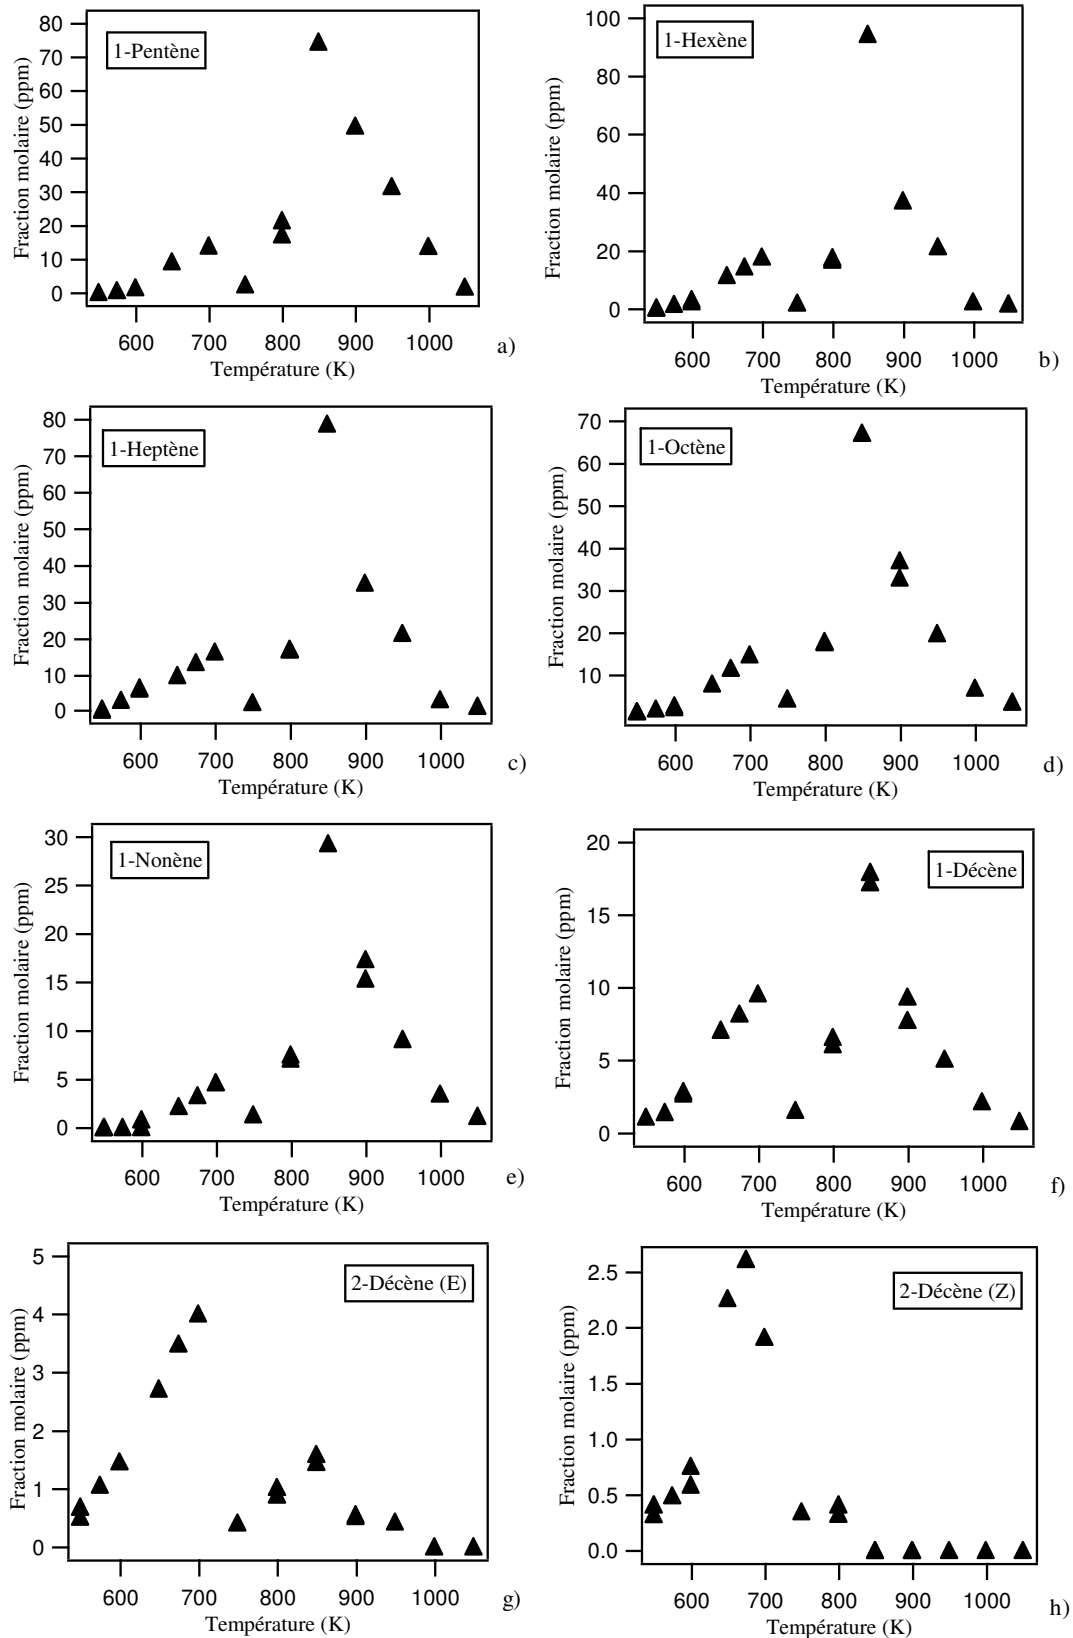 1-Pentène
Fraction molaire (ppm)
80
70
60
50
40
30
20
10
0
600 700 800 900 1000
Température (K)
a)
1-Hexène
Fraction molaire (ppm)
100
80
60
40
20
0
600 700 800 900 1000
Température (K)
b)
1-Heptène
Fraction molaire (ppm)
80
70
60
50
40
30
20
10
0
600 700 800 900 1000
Température (K)
c)
1-Octène
Fraction molaire (ppm)
70
60
50
40
30
20
10
600 700 800 900 1000
Température (K)
d)
1-Nonène
Fraction molaire (ppm)
30
25
20
15
10
5
0
600 700 800 900 1000
Température (K)
e)
1-Décène
Fraction molaire (ppm)
20
15
10
5
0
600 700 800 900 1000
Température (K)
f)
2-Décène (E)
Fraction molaire (ppm)
5
4
3
2
1
0
600 700 800 900 1000
Température (K)
g)
2-Décène (Z)
Fraction molaire (ppm)
2.5
2.0
1.5
1.0
0.5
0.0
600 700 800 900 1000
Température (K)
h)